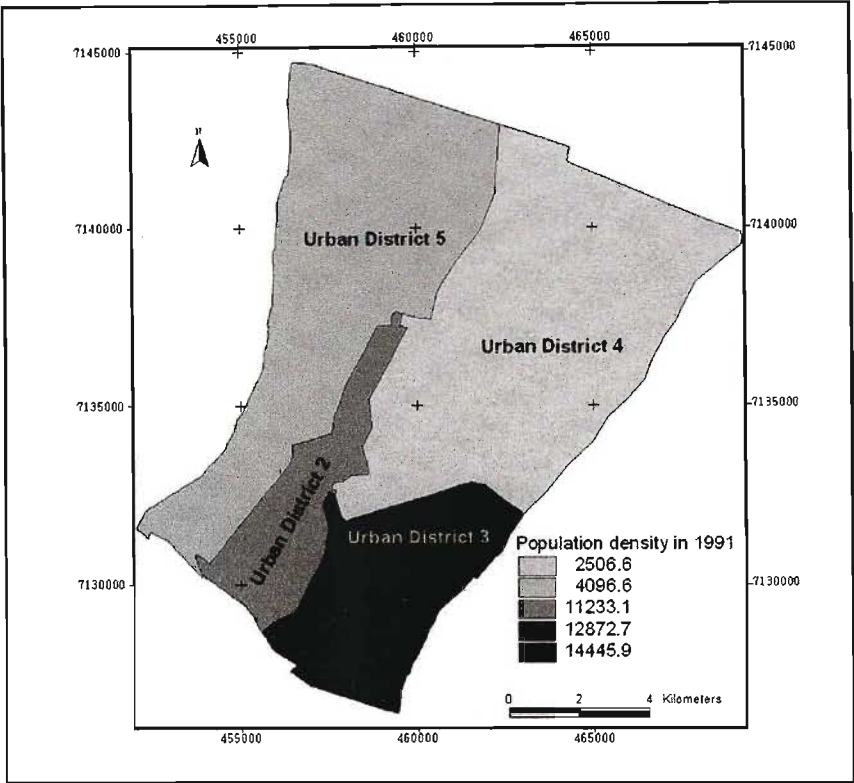 455000 460000 465000
7145000 7145000
N
7140000 7140000
Urban District 5
Urban District 4
7135000 7135000
Urban District 2
Urban District 3
Population density in 1991
2506.6
4096.6
11233.1
12872.7
14445.9
7130000 7130000
0 2 4 Kilometers
455000 460000 465000